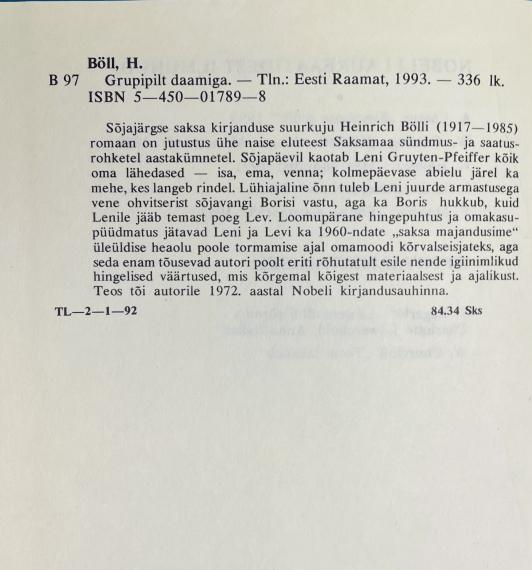 Böll, H.
B 97 Grupipilt daamiga. — Tln.: Eesti Raamat, 1993. — 336 lk.
ISBN 5—450—01789—8
Sõjajärgse saksa kirjanduse suurkuju Heinrich Bölli (1917—1985)
romaan on jutustus ühe naise eluteest Saksamaa sündmus- ja saatus-
rohketel aastakümnetel. Sõjapäevil kaotab Leni Gruyten-Pfeiffer kõik
oma lähedased — isa, ema, venna; kolmepäevase abielu järel ka
mehe, kes langeb rindel. Lühiajaline õnn tuleb Leni juurde armastusega
vene ohvitserist sõjavangi Borisi vastu, aga ka Boris hukkub, kuid
Lenile jääb temast poeg Lev. Loomupärane hingepuhtus ja omakasu-
püüdmatus jätavad Leni ja Levi ka 1960-ndate „saksa majandusime“
üleüldise heaolu poole tormamise ajal omamoodi kõrvalseisjateks, aga
seda enam tõusevad autori poolt eriti rõhutatult esile nende igiinimlikud
hingelised väärtused, mis kõrgemal kõigest materiaalsest ja ajalikust.
Teos tõi autorile 1972. aastal Nobeli kirjandusauhinna.
TL—2—1—92 84.34 Sks